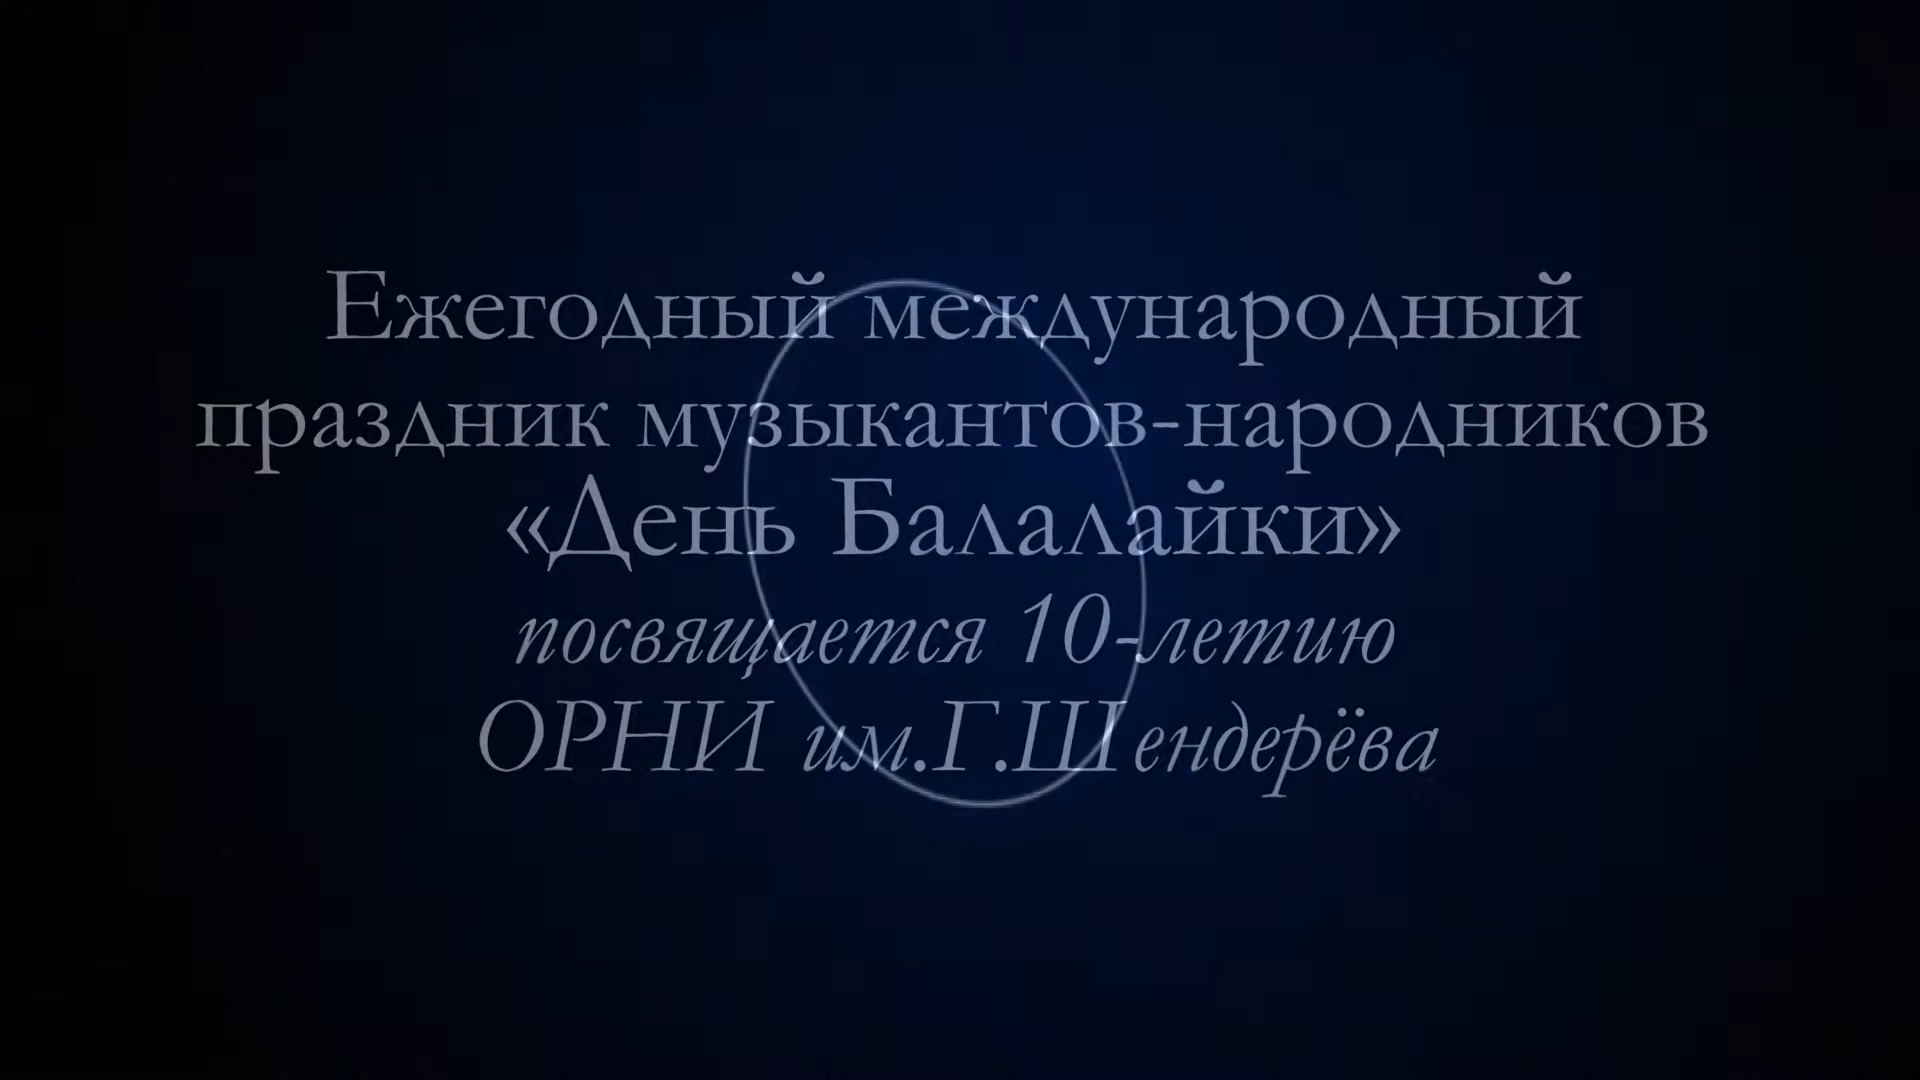 Ежегодный международный
праздник музыкантов-народников
«День Балалайки»
посвящается 10-летию
ОРНИ им.Г.Шендерёва